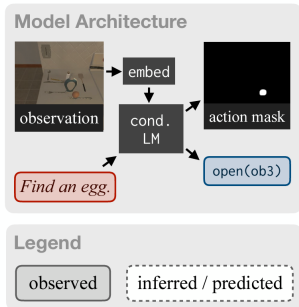 Model Architecture
embed
observation
cond.
LM
action mask
Find an egg.
open(ob3)
Legend
observed
inferred / predicted